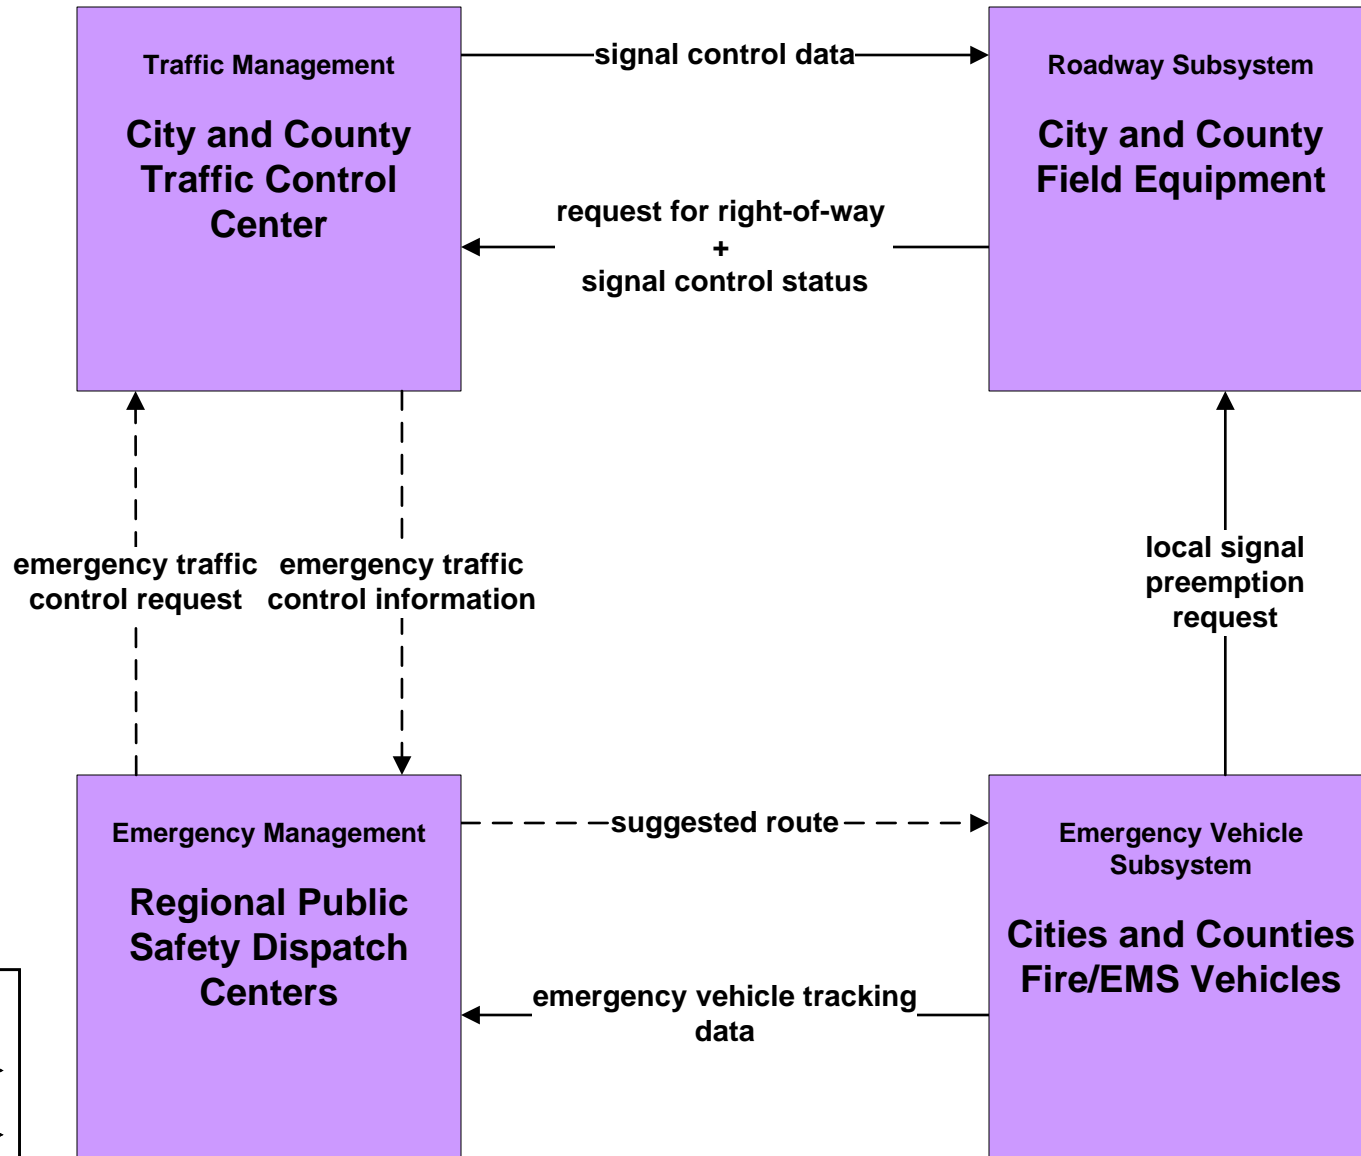 Traffic Management
City and County
Traffic Control
Center
signal control data
Roadway Subsystem
City and County
Field Equipment
request for right-of-way
+
signal control status
emergency traffic
control request
emergency traffic
control information
local signal
preemption
request
Emergency Management
Regional Public
Safety Dispatch
Centers
suggested route
Emergency Vehicle
Subsystem
Cities and Counties
Fire/EMS Vehicles
emergency vehicle tracking
data